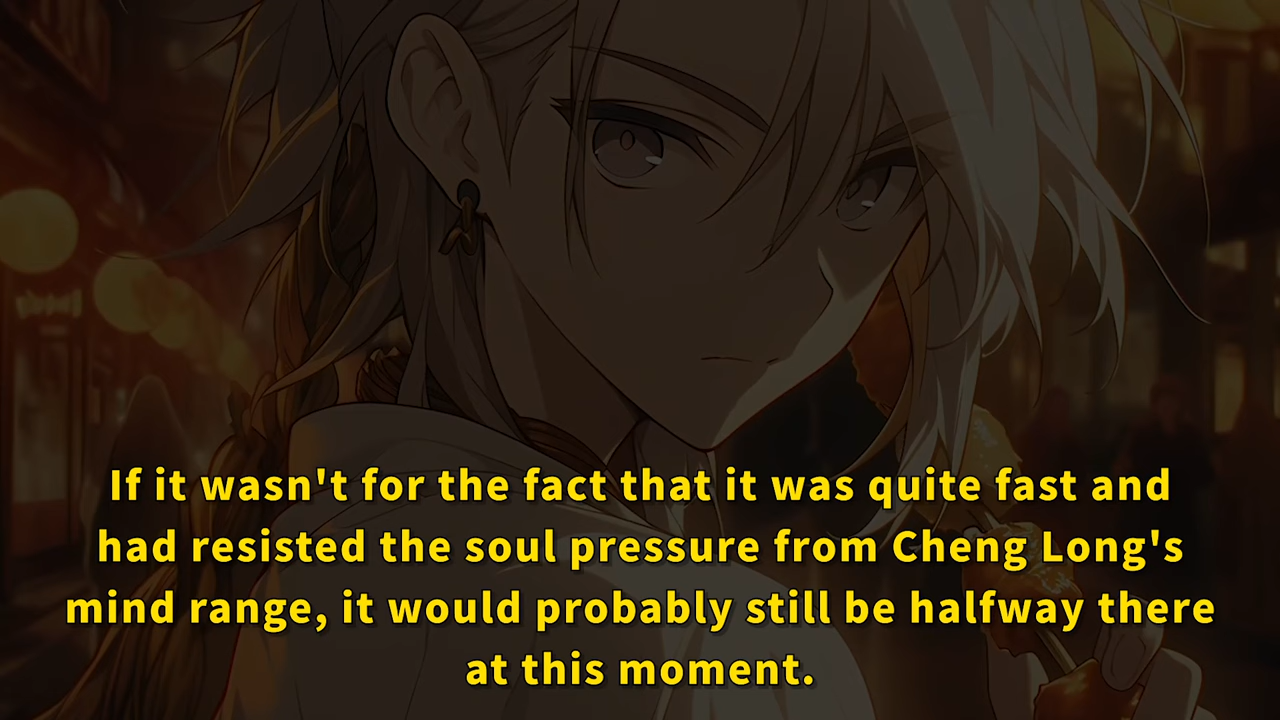 If it wasn't for the fact that it was quite fast and
had resisted the soul pressure from Cheng Long's
mind range, it would probably still be halfway there
at this moment.